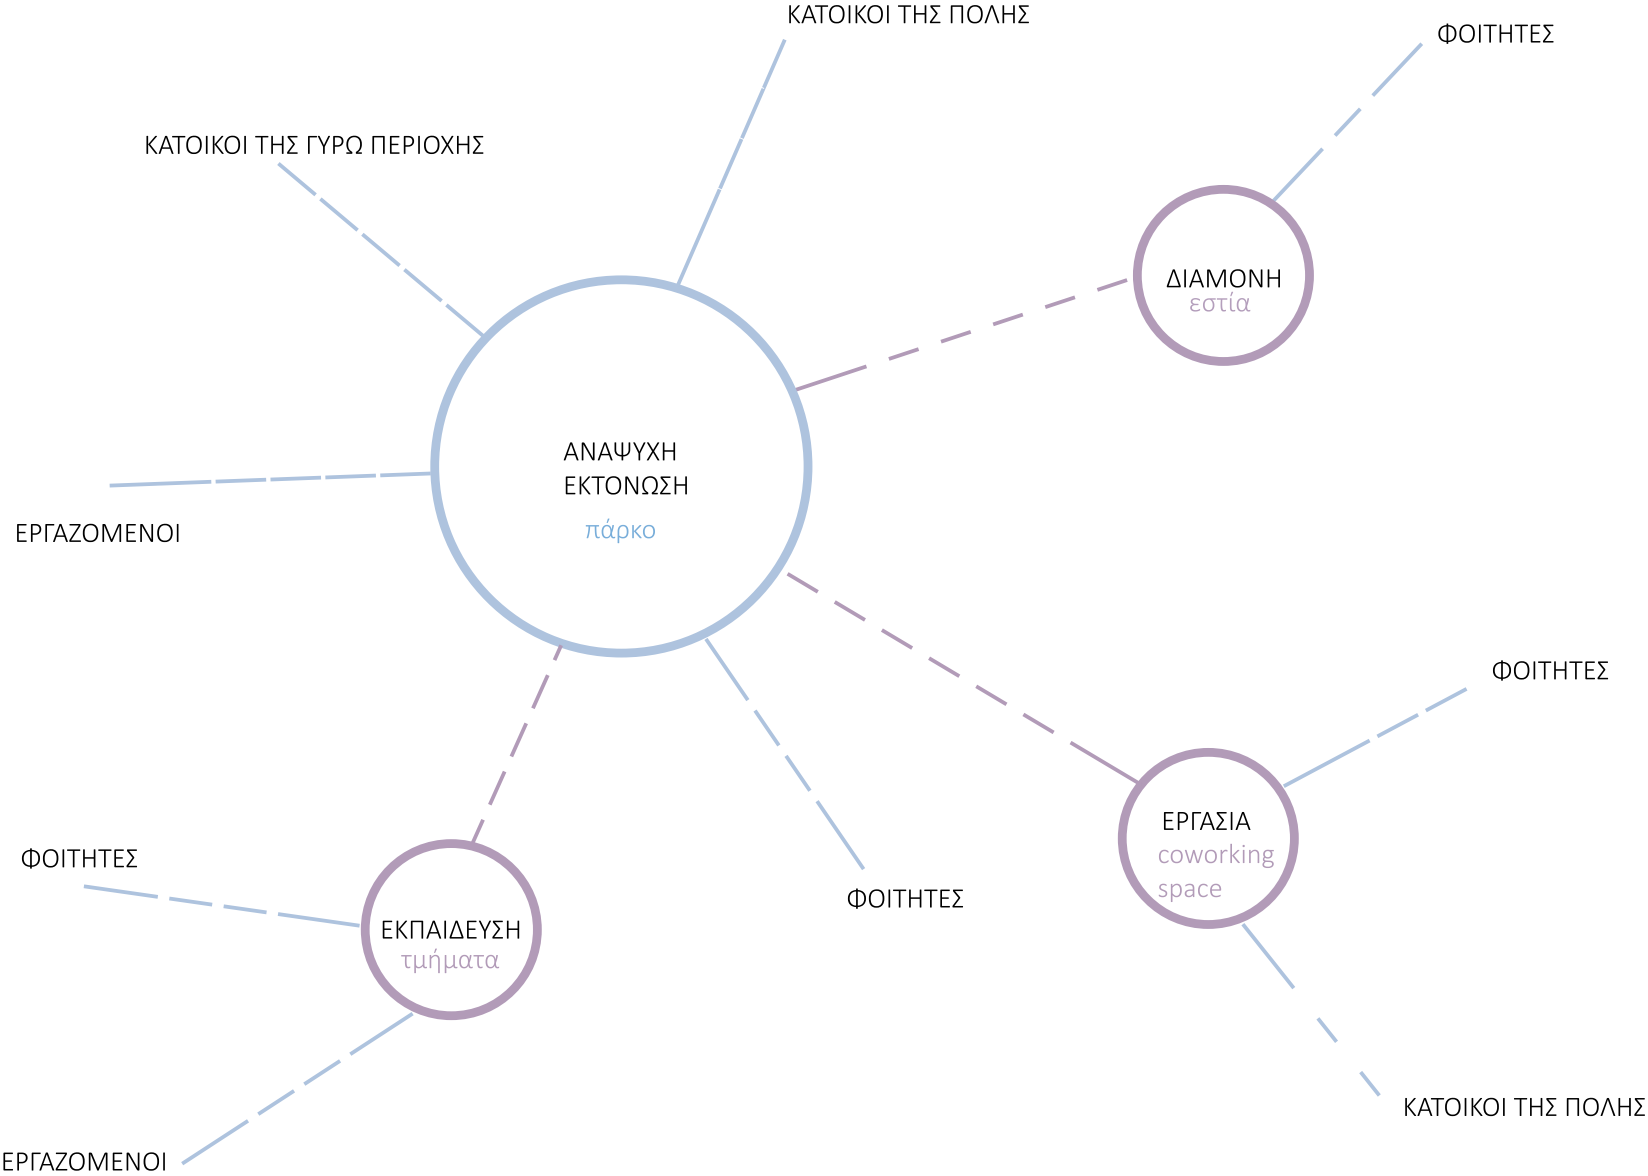 ΚΑΤΟΙΚΟΙ ΤΗΣ ΠΟΛΗΣ
ΦΟΙΤΗΤΕΣ
ΚΑΤΟΙΚΟΙ ΤΗΣ ΓΥΡΩ ΠΕΡΙΟΧΗΣ
ΔΙΑΜΟΝΗ
εστία
ΑΝΑΨΥΧΗ
ΕΚΤΟΝΩΣΗ
πάρκο
ΕΡΓΑΖΟΜΕΝΟΙ
ΦΟΙΤΗΤΕΣ
ΕΡΓΑΣΙΑ
coworking
space
ΦΟΙΤΗΤΕΣ
ΦΟΙΤΗΤΕΣ
ΕΚΠΑΙΔΕΥΣΗ
τμήματα
ΚΑΤΟΙΚΟΙ ΤΗΣ ΠΟΛΗΣ
ΕΡΓΑΖΟΜΕΝΟΙ